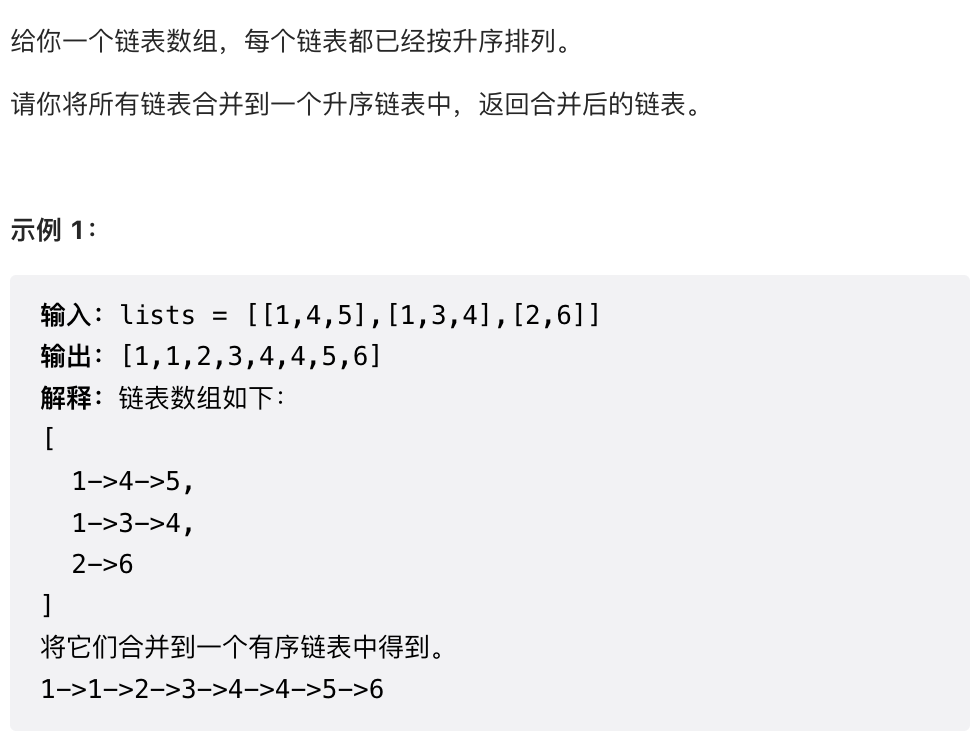 给你一个链表数组，每个链表都已经按升序排列。
请你将所有链表合并到一个升序链表中，返回合并后的链表。
示例 1：
输入：lists = [[1,4,5],[1,3,4],[2,6]]
输出：[1,1,2,3,4,4,5,6]
解释：链表数组如下：
[
  1->4->5,
  1->3->4,
  2->6
]
将它们合并到一个有序链表中得到。
1->1->2->3->4->4->5->6